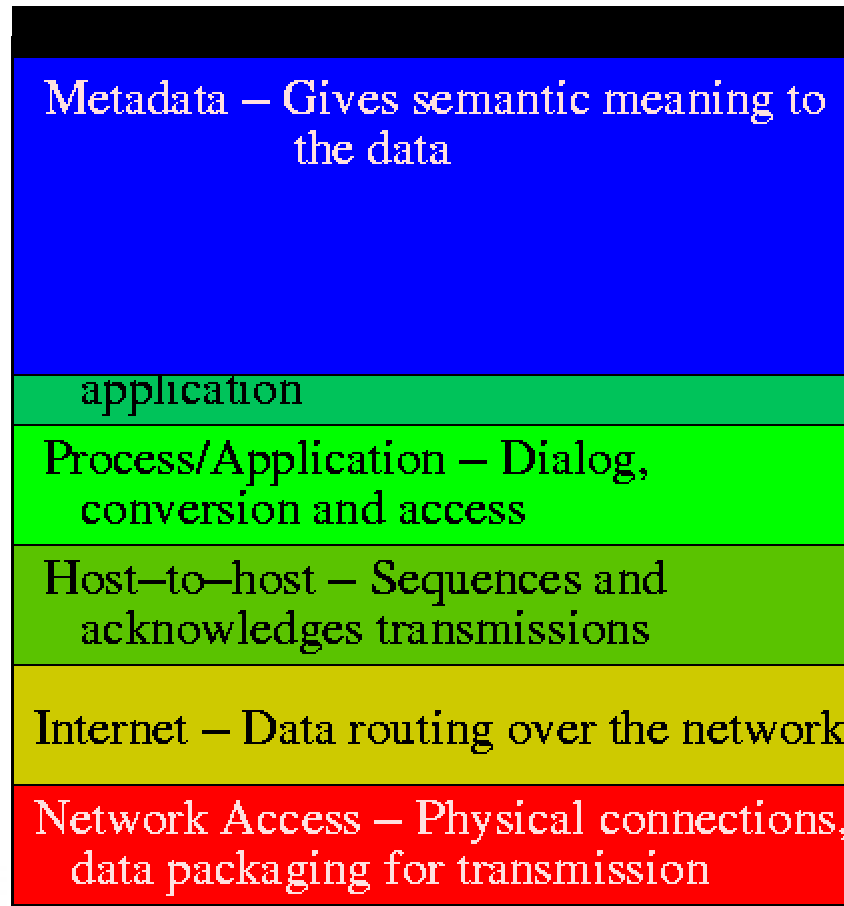 Metadata – Gives semantic meaning to
the data
application
Process/Application – Dialog,
conversion and access
Host–to–host – Sequences and
acknowledges transmissions
Internet – Data routing over the network
Network Access – Physical connections,
data packaging for transmission